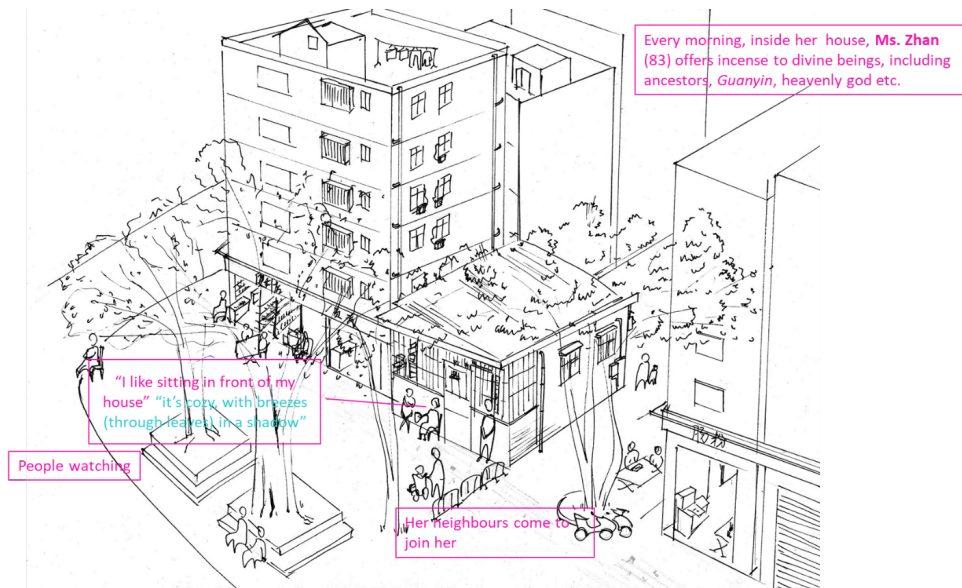 Every morning, inside her house, Ms. Zhan
(83) offers incense to divine beings, including
ancestors, Guanyin, heavenly god etc.
“I like sitting in front of my
house” “it’s cozy, with breezes
(through leaves) in a shadow”
People watching
Her neighbours come to
join her